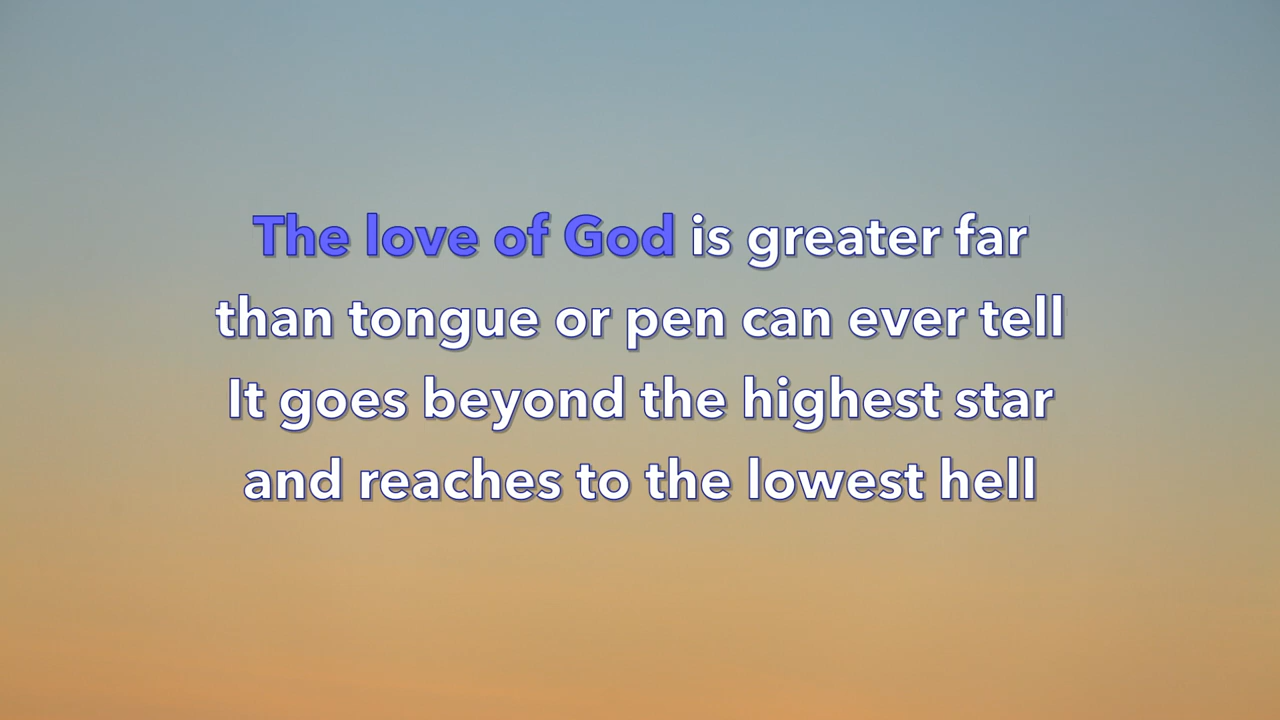 The love of God is greater far
than tongue or pen can ever tell
It goes beyond the highest star
and reaches to the lowest hell